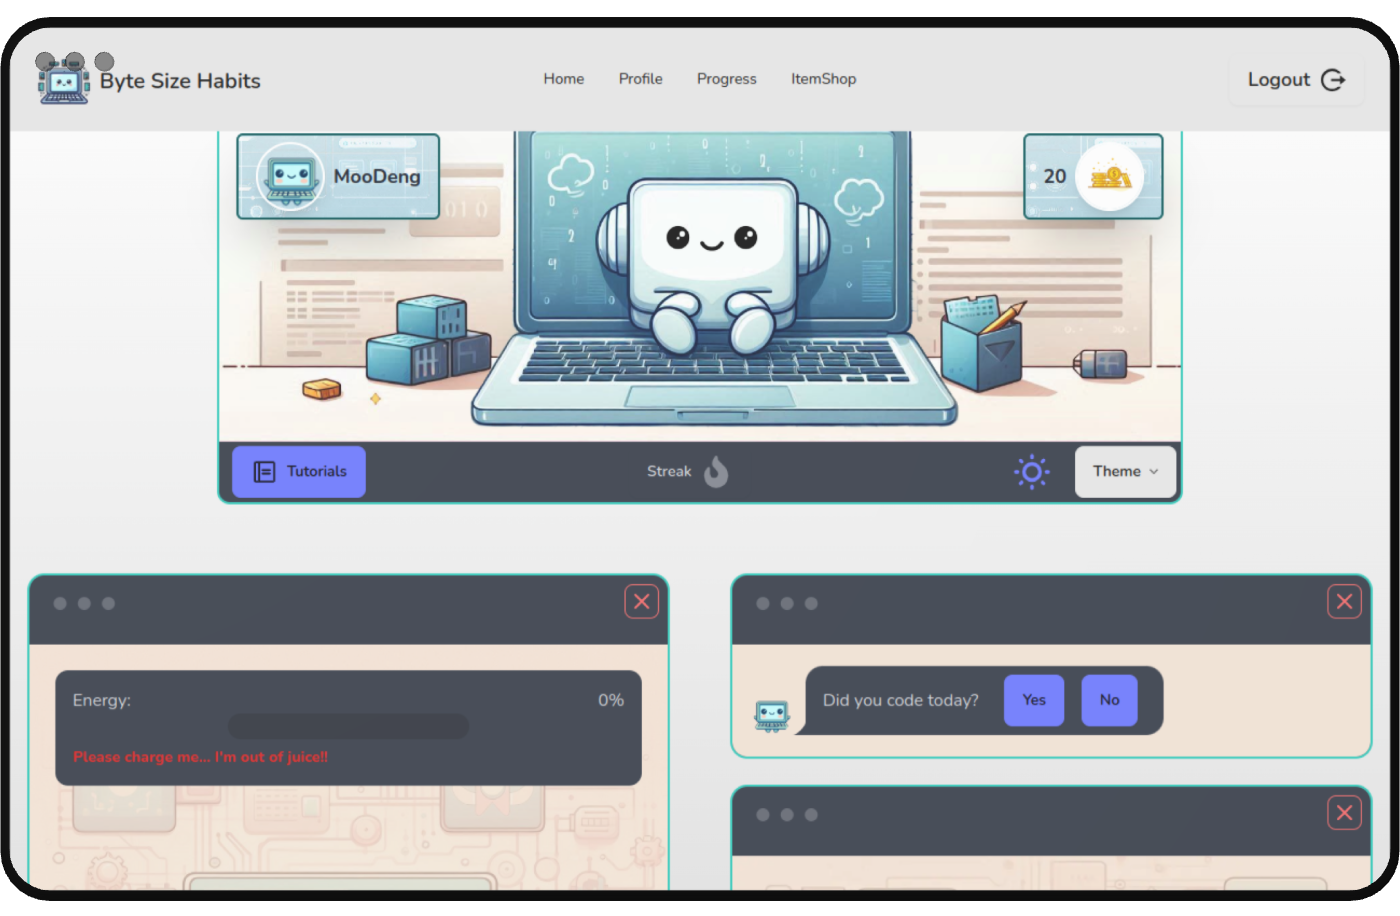 Byte Size Habits
Home Profile Progress ItemShop
Logout
MooDeng
20
Tutorials
Streak
Theme
Energy: 0%
Please charge me... I'm out of juice!!
Did you code today? Yes No